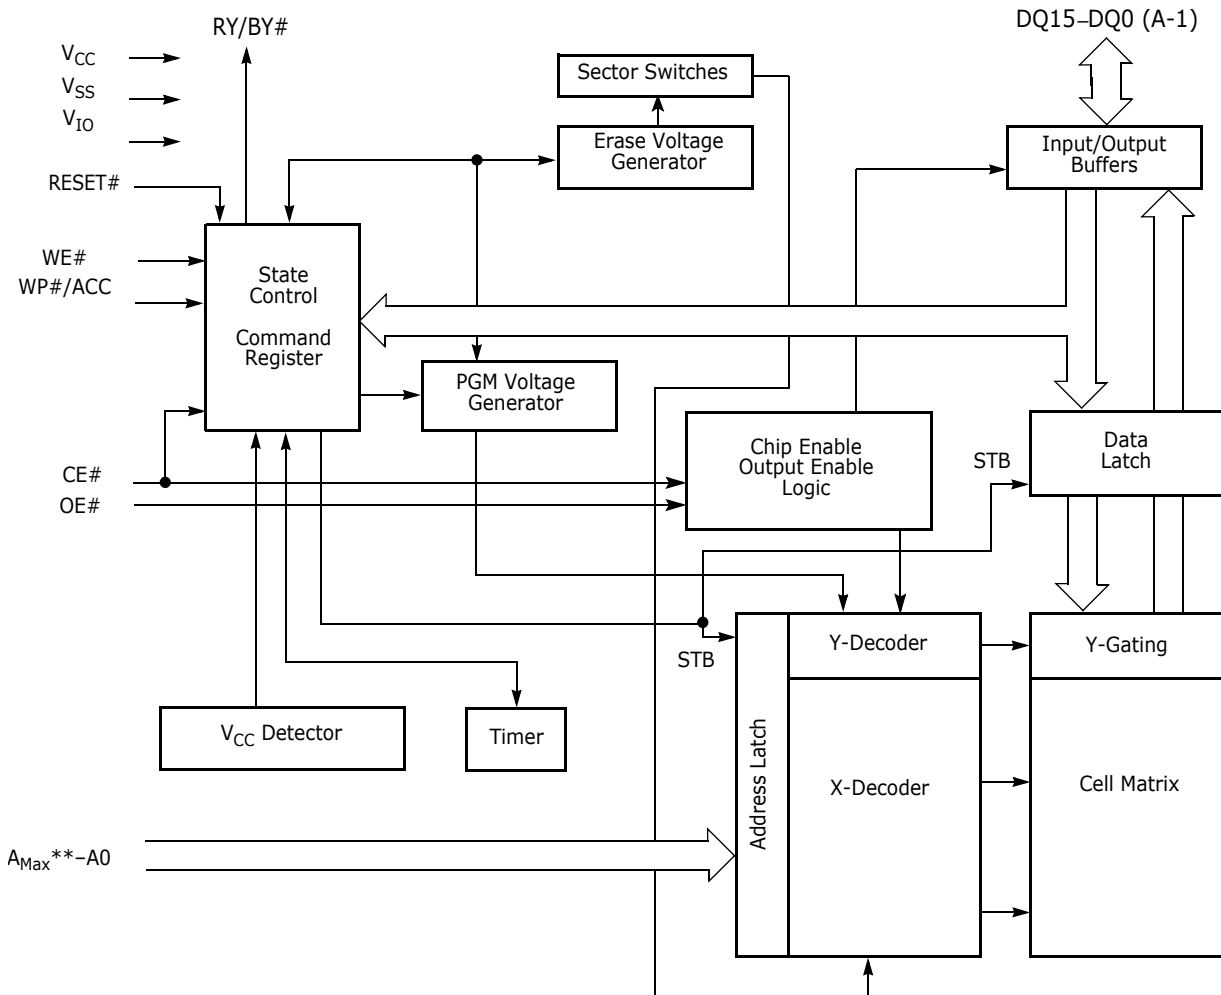 RY/BY#
DQ15–DQ0 (A-1)
VCC
VSS
VIO
RESET#
WE#
WP#/ACC
CE#
OE#
Sector Switches
Erase Voltage
Generator
Input/Output
Buffers
State
Control
Command
Register
PGM Voltage
Generator
Chip Enable
Output Enable
Logic
STB
Data
Latch
STB
Y-Decoder
Y-Gating
VCC Detector
Timer
Address Latch
X-Decoder
Cell Matrix
AMax**–A0